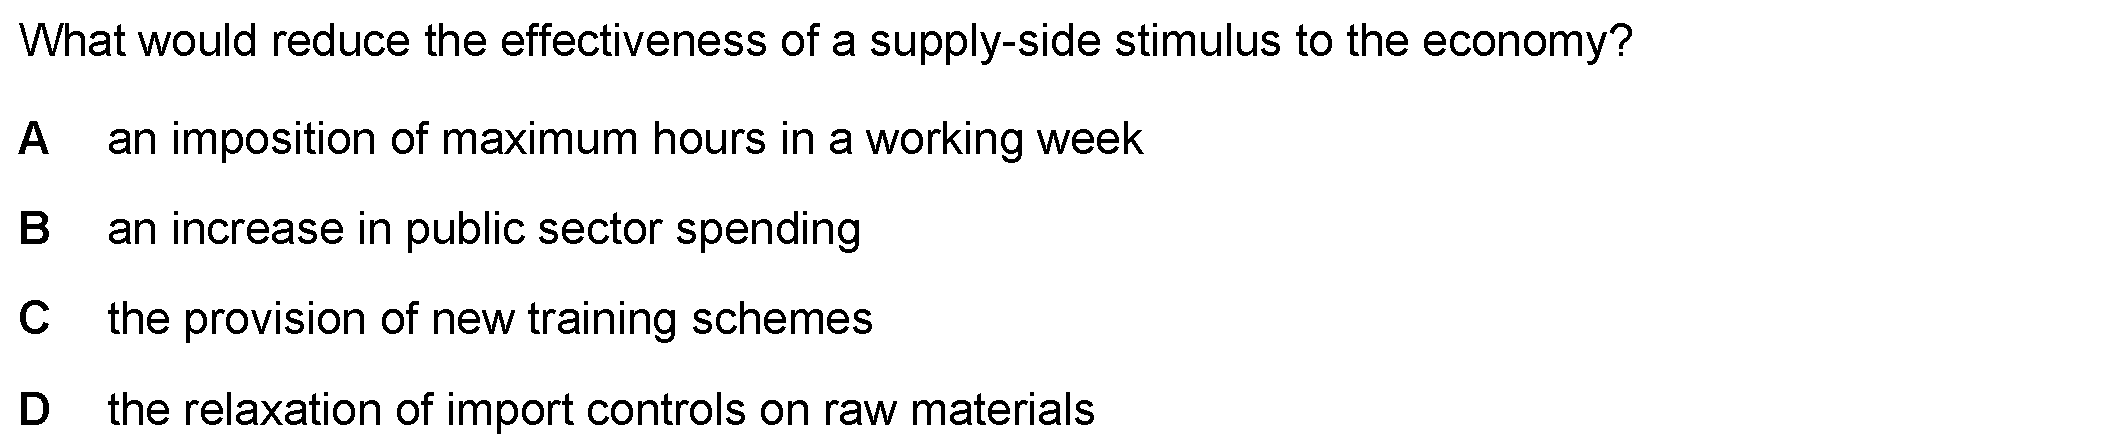 What would reduce the effectiveness of a supply-side stimulus to the economy?
A an imposition of maximum hours in a working week
B an increase in public sector spending
C the provision of new training schemes
D the relaxation of import controls on raw materials